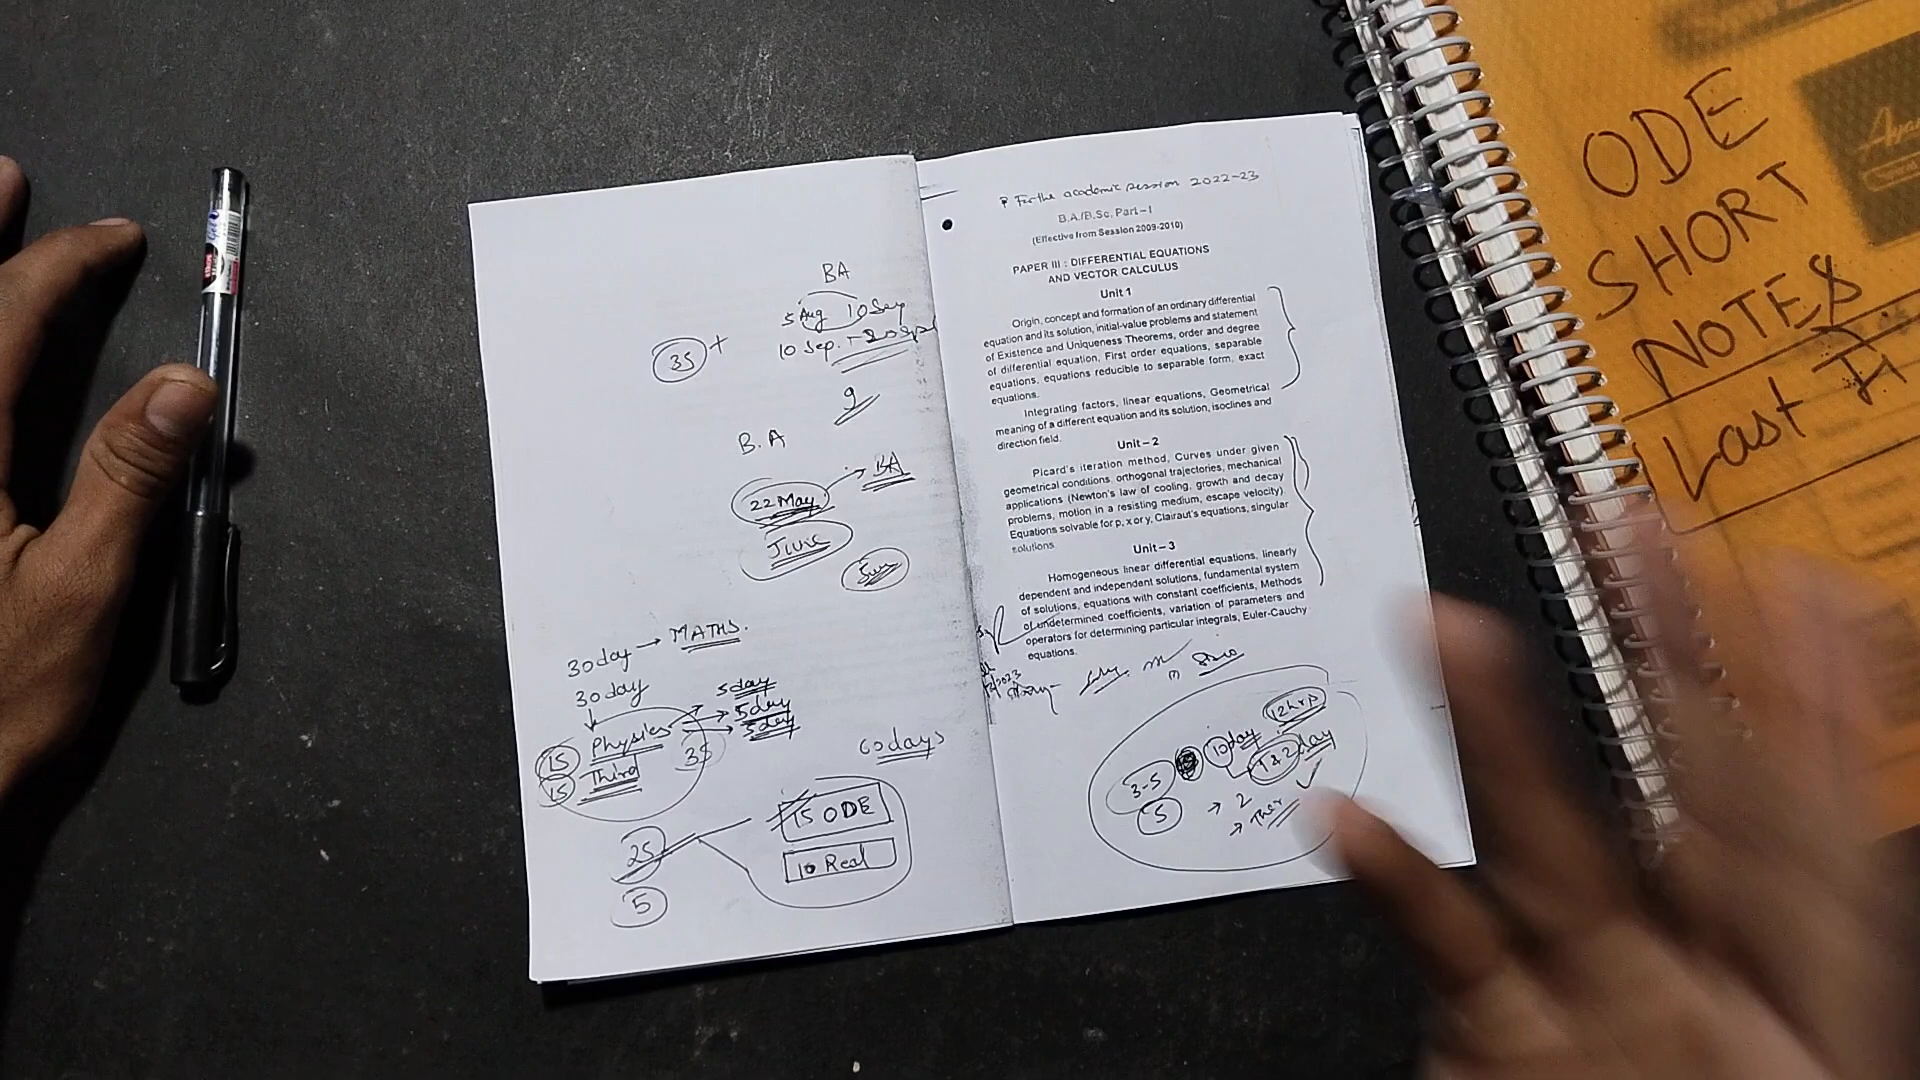 BA
5 Aug 10 Sep
10 Sep. -
35 +
9
B.A
22 May → BA
June
30 day → MATHS.
30 day
Physics → 5day
5day
5day
15
15
Third
35
60 days
25
15 ODE
10 Real
5
For the academic session 2022-23
B.A./B.Sc. Part-I
(Effective from Session 2009-2010)
PAPER III : DIFFERENTIAL EQUATIONS
AND VECTOR CALCULUS
Unit 1
Origin, concept and formation of an ordinary differential
equation and its solution, initial-value problems and statement
of Existence and Uniqueness Theorems, order and degree
of differential equation, First order equations, separable
equations, equations reducible to separable form, exact
equations.
Integrating factors, linear equations, Geometrical
meaning of a different equation and its solution, isoclines and
direction field.
Unit-2
Picard's iteration method, Curves under given
geometrical conditions, orthogonal trajectories, mechanical
applications (Newton's law of cooling, growth and decay
problems, motion in a resisting medium, escape velocity).
Equations solvable for p, x or y, Clairaut's equations, singular
solutions.
Unit-3
Homogeneous linear differential equations, linearly
dependent and independent solutions, fundamental system
of solutions, equations with constant coefficients, Methods
of undetermined coefficients, variation of parameters and
operators for determining particular integrals, Euler-Cauchy
equations.
2023
12 hrs
3-5 10 day 1 & 2 day
5 → 2
→
ODE
SHORT
NOTES
Last